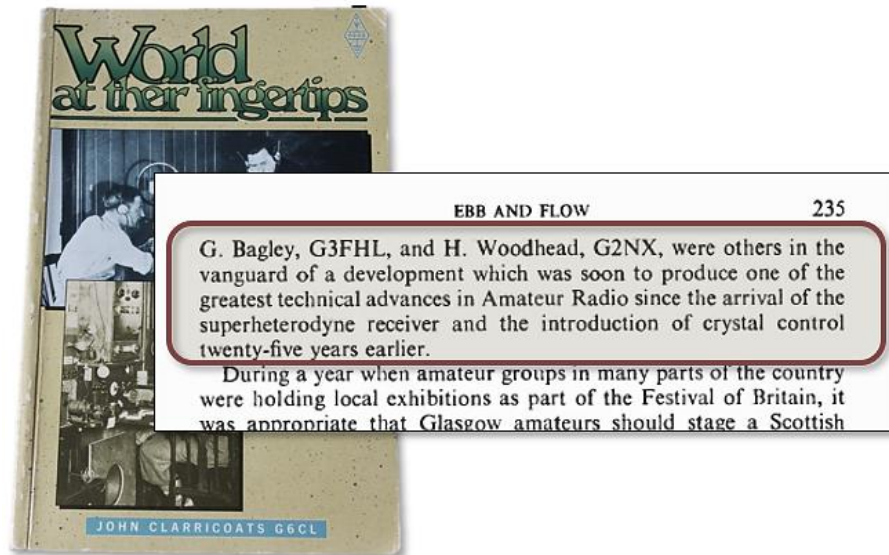 World
at their fingertips
EBB AND FLOW 235
G. Bagley, G3FHL, and H. Woodhead, G2NX, were others in the
vanguard of a development which was soon to produce one of the
greatest technical advances in Amateur Radio since the arrival of the
superheterodyne receiver and the introduction of crystal control
twenty-five years earlier.
During a year when amateur groups in many parts of the country
were holding local exhibitions as part of the Festival of Britain, it
was appropriate that Glasgow amateurs should stage a Scottish
JOHN CLARRICOATS G6CL